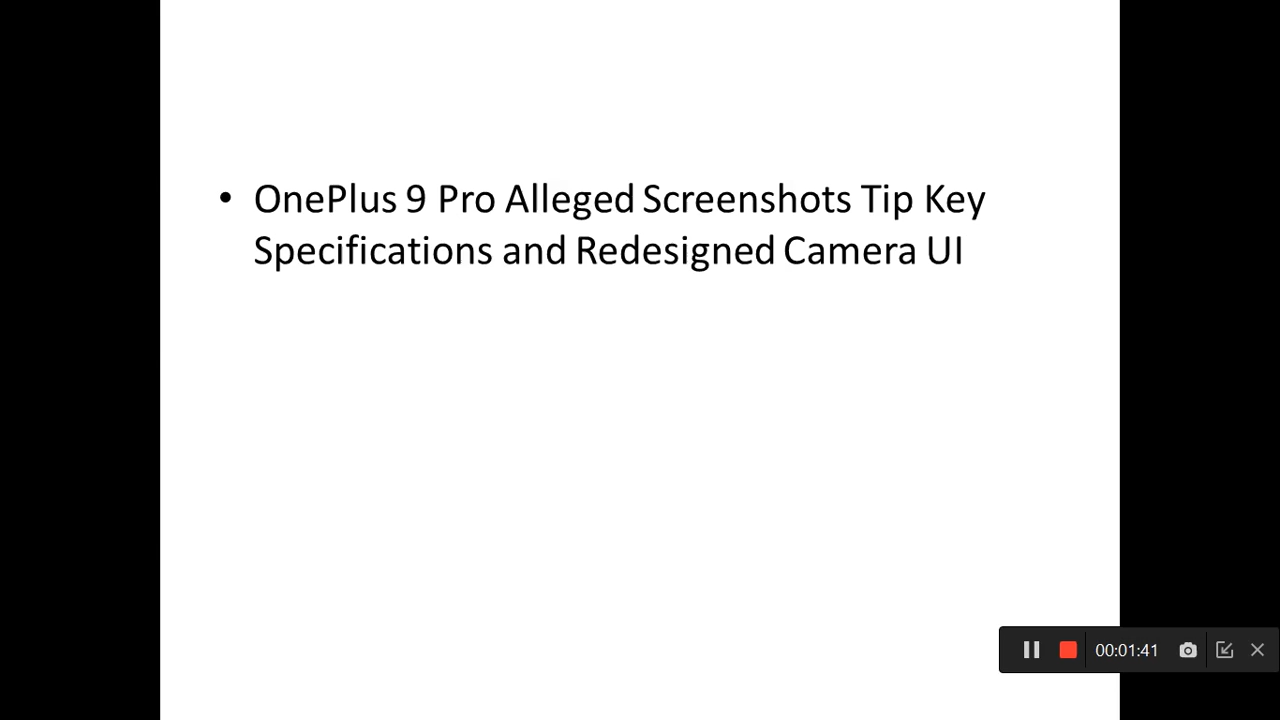 • OnePlus 9 Pro Alleged Screenshots Tip Key
Specifications and Redesigned Camera UI
00:01:41